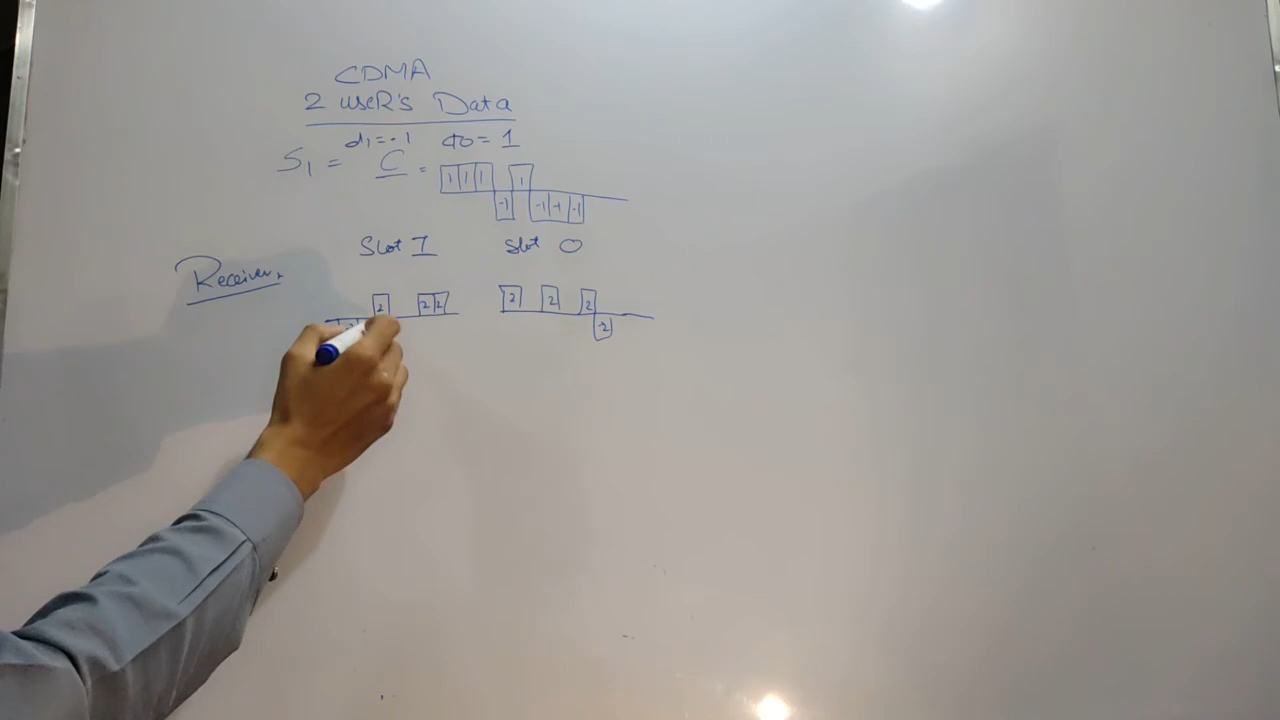 CDMA
2 useR's Data
d1=-1 d0=1
S1 = C = 1 1 1 -1 1 -1 -1 -1
Slot I Slot 0
Receiver,
2 2 2 2 2 2 -2